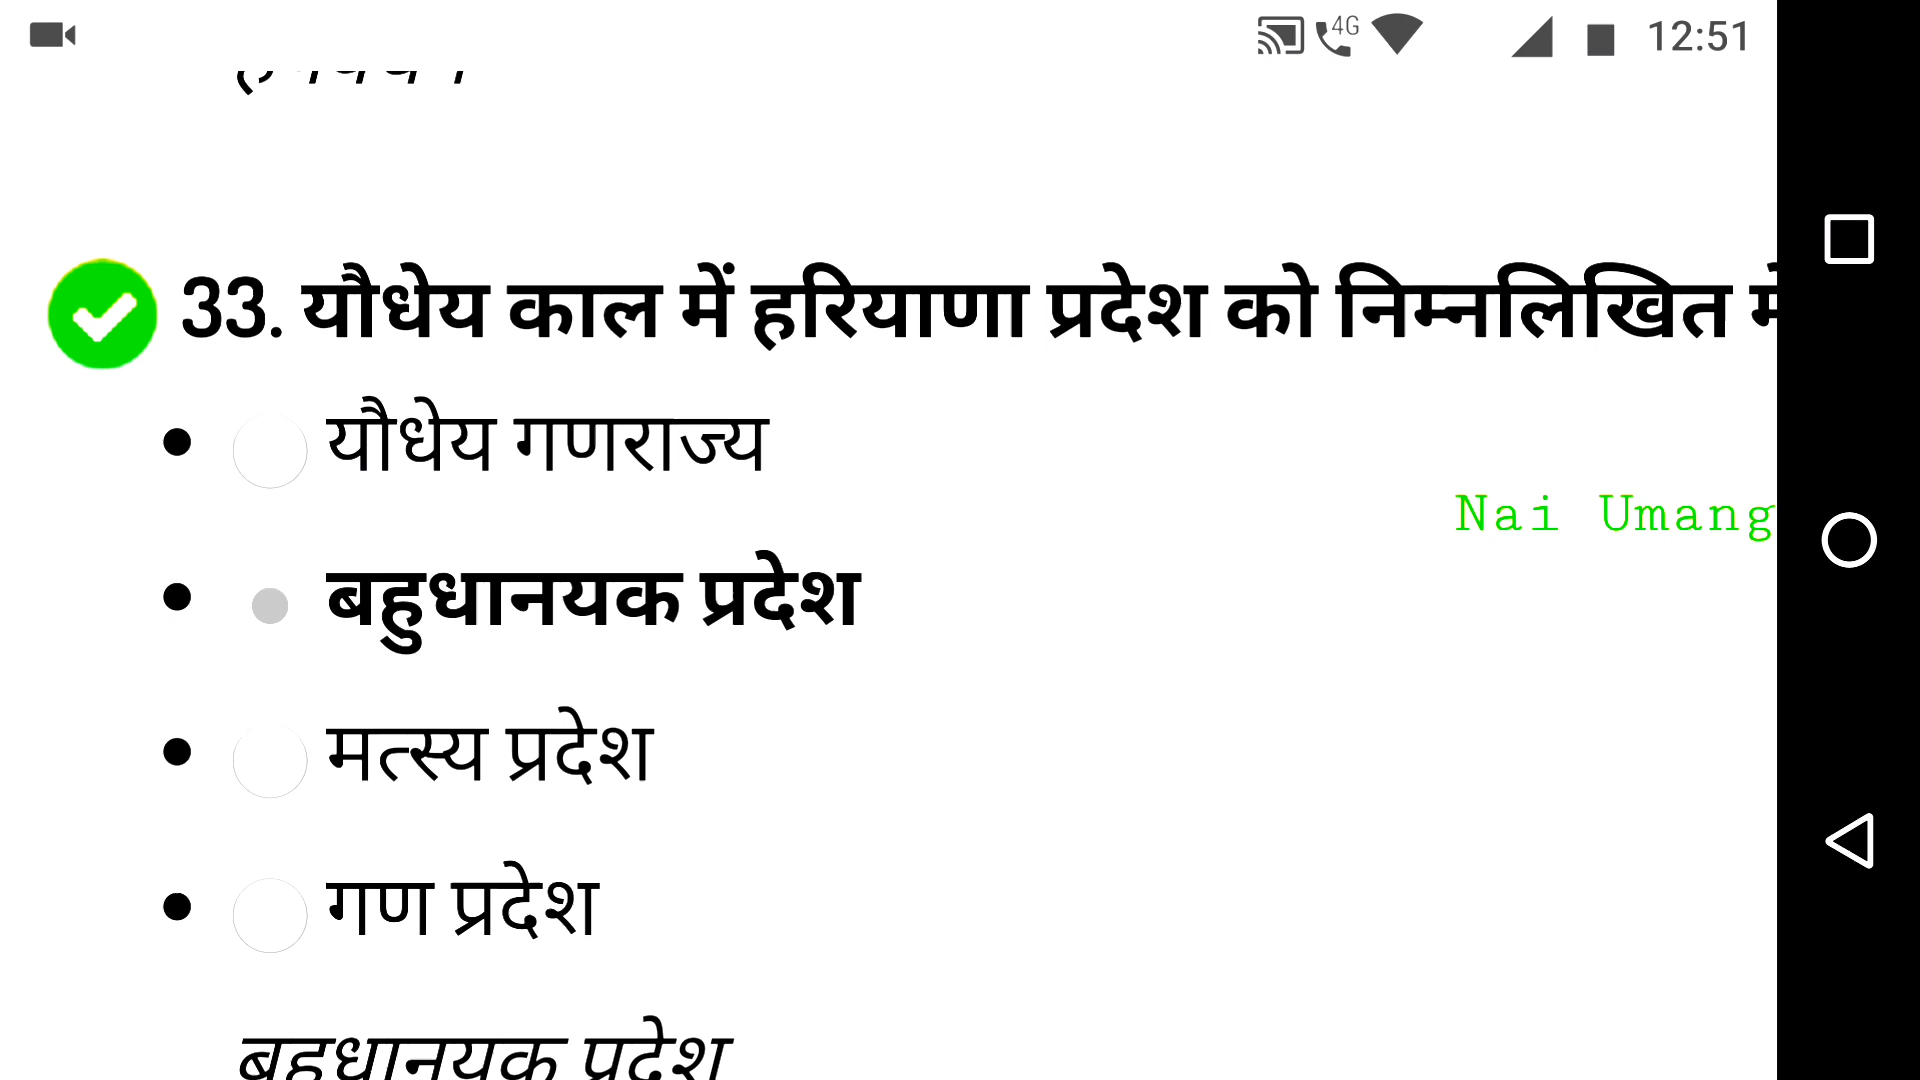 4G 12:51
33. यौधेय काल में हरियाणा प्रदेश को निम्नलिखित
यौधेय गणराज्य
Nai Umang
बहुधानयक प्रदेश
मत्स्य प्रदेश
गण प्रदेश
बहुधानयक प्रदेश